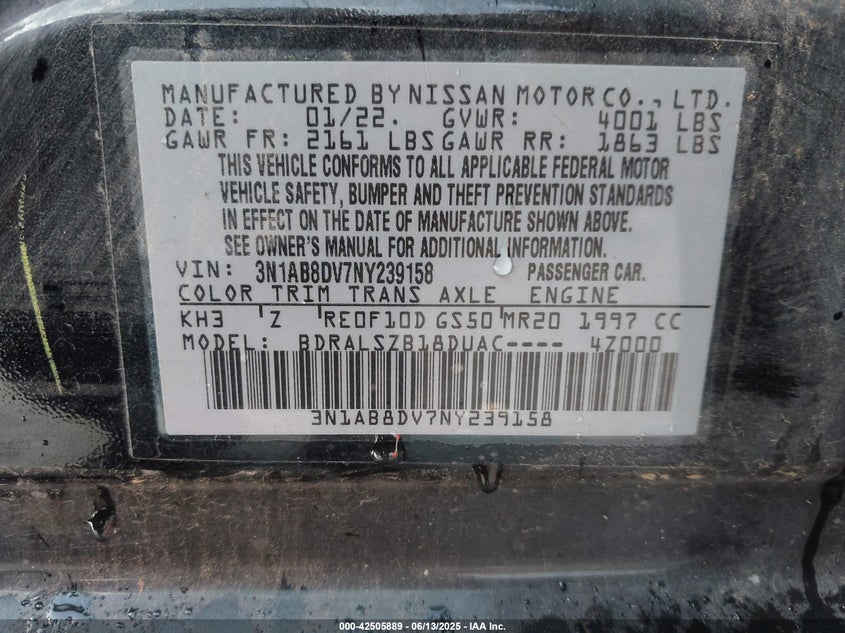 MANUFACTURED BY NISSAN MOTOR CO., LTD.
DATE: 01/22. GVWR: 4001 LBS
GAWR FR: 2161 LBS GAWR RR: 1863 LBS
THIS VEHICLE CONFORMS TO ALL APPLICABLE FEDERAL MOTOR
VEHICLE SAFETY, BUMPER AND THEFT PREVENTION STANDARDS
IN EFFECT ON THE DATE OF MANUFACTURE SHOWN ABOVE.
SEE OWNER'S MANUAL FOR ADDITIONAL INFORMATION.
VIN: 3N1AB8DV7NY239158 PASSENGER CAR.
COLOR TRIM TRANS AXLE ENGINE
KH3 Z RE0F10D GS50 MR20 1997 CC
MODEL: BDRALSZB18DUAC---- 4Z000
3N1AB8DV7NY239158
000-42505889 - 06/13/2025 - IAA Inc.